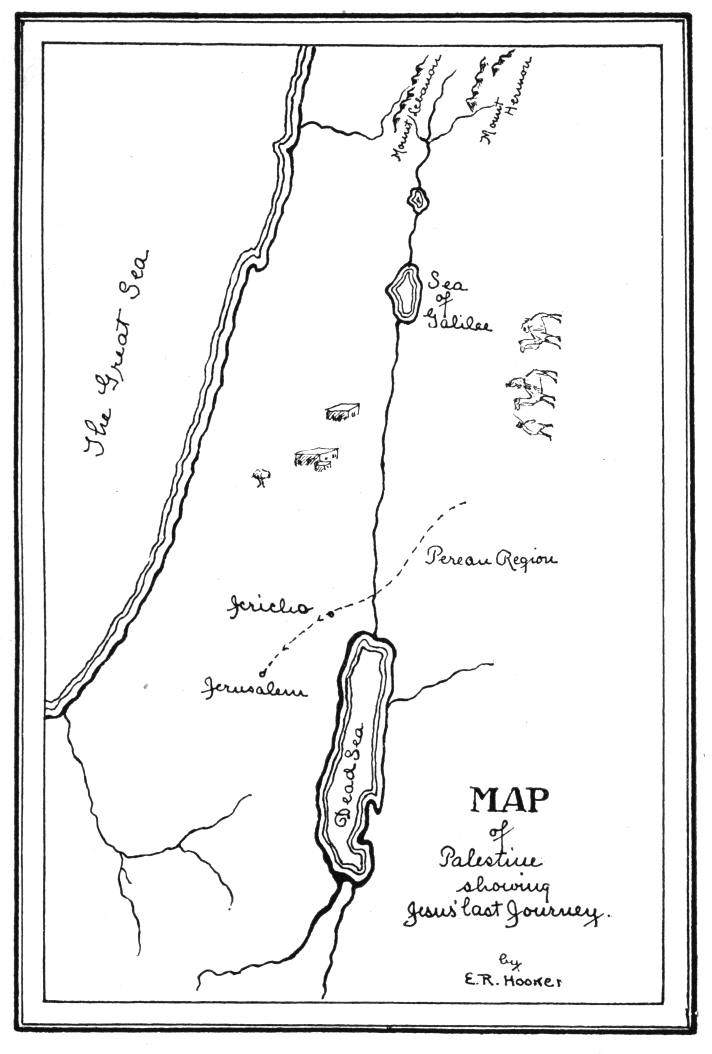 Mount Lebanon
Mount
Hermon
The Great Sea
Sea
of
Galilee
Perean Region
Jericho
Jerusalem
Dead Sea
MAP
of
Palestine
showing
Jesus' last Journey.
by
E.R. Hooker